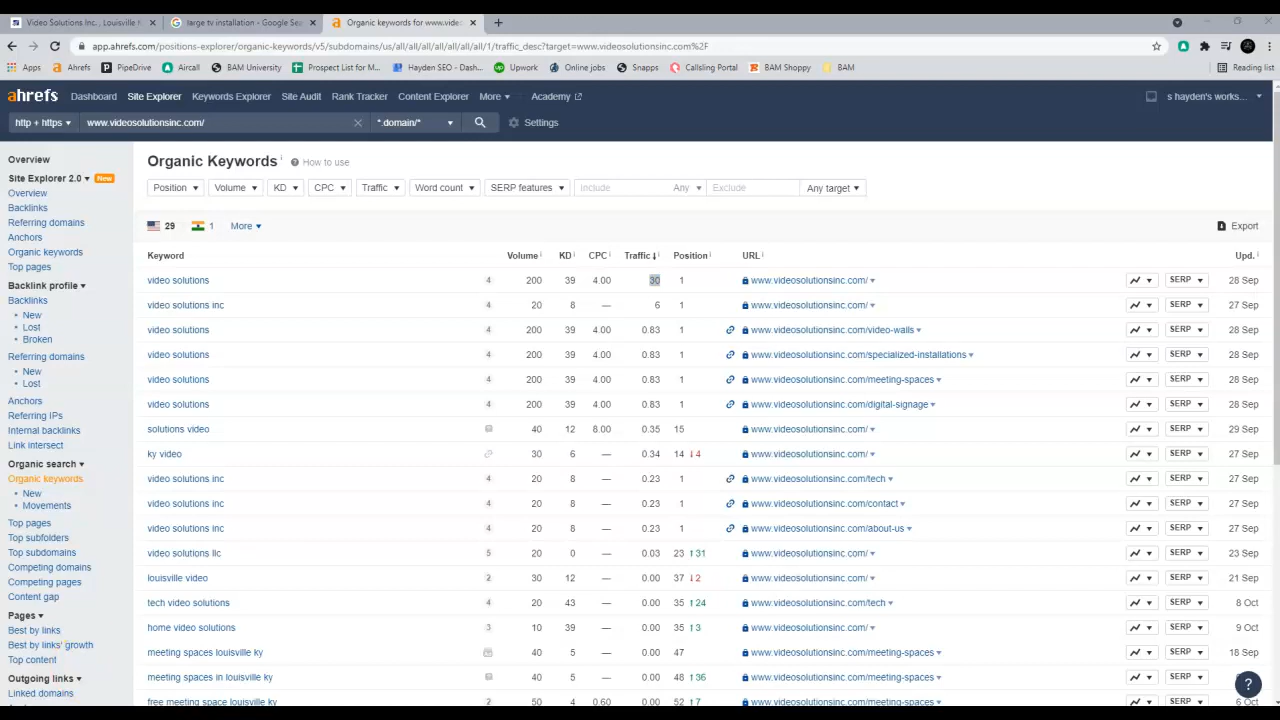 Video Solutions Inc., Louisville
large tv installation - Google Sea
Organic keywords for www.video
app.ahrefs.com/positions-explorer/organic-keywords/v5/subdomains/us/all/all/all/all/all/all/1/traffic_desc?target=www.videosolutionsinc.com%2F
Apps Ahrefs PipeDrive Aircall BAM University Prospect List for M... Hayden SEO - Dash... Upwork Online jobs Snapps Callsling Portal BAM Shoppy BAM Reading list
ahrefs Dashboard Site Explorer Keywords Explorer Site Audit Rank Tracker Content Explorer More Academy s hayden's works...
http + https www.videosolutionsinc.com/ *.domain/* Settings
Overview
Site Explorer 2.0 New
Overview
Backlinks
Referring domains
Anchors
Organic keywords
Top pages
Backlink profile
Backlinks
New
Lost
Broken
Referring domains
New
Lost
Anchors
Referring IPs
Internal backlinks
Link intersect
Organic search
Organic keywords
New
Movements
Top pages
Top subfolders
Top subdomains
Competing domains
Competing pages
Content gap
Pages
Best by links
Best by links' growth
Top content
Outgoing links
Linked domains
Organic Keywords i ? How to use
Position Volume KD CPC Traffic Word count SERP features Include Any Exclude Any target
29 1 More Export
Keyword Volume KD CPC Traffic Position URL Upd.
video solutions 4 200 39 4.00 30 1 www.videosolutionsinc.com/ SERP 28 Sep
video solutions inc 4 20 8 — 6 1 www.videosolutionsinc.com/ SERP 27 Sep
video solutions 4 200 39 4.00 0.83 1 www.videosolutionsinc.com/video-walls SERP 28 Sep
video solutions 4 200 39 4.00 0.83 1 www.videosolutionsinc.com/specialized-installations SERP 28 Sep
video solutions 4 200 39 4.00 0.83 1 www.videosolutionsinc.com/meeting-spaces SERP 28 Sep
video solutions 4 200 39 4.00 0.83 1 www.videosolutionsinc.com/digital-signage SERP 28 Sep
solutions video 40 12 8.00 0.35 15 www.videosolutionsinc.com/ SERP 29 Sep
ky video 30 6 — 0.34 14 ↓4 www.videosolutionsinc.com/ SERP 28 Sep
video solutions inc 4 20 8 — 0.23 1 www.videosolutionsinc.com/tech SERP 27 Sep
video solutions inc 4 20 8 — 0.23 1 www.videosolutionsinc.com/contact SERP 27 Sep
video solutions inc 4 20 8 — 0.23 1 www.videosolutionsinc.com/about-us SERP 27 Sep
video solutions llc 5 20 0 — 0.03 23 ↑31 www.videosolutionsinc.com/ SERP 23 Sep
louisville video 2 30 12 — 0.00 37 ↓2 www.videosolutionsinc.com/ SERP 21 Sep
tech video solutions 4 20 43 — 0.00 35 ↑24 www.videosolutionsinc.com/tech SERP 8 Oct
home video solutions 3 10 39 — 0.00 35 ↑3 www.videosolutionsinc.com/ SERP 9 Oct
meeting spaces louisville ky 40 5 — 0.00 47 www.videosolutionsinc.com/meeting-spaces SERP 18 Sep
meeting spaces in louisville ky 40 5 — 0.00 48 ↑36 www.videosolutionsinc.com/meeting-spaces SERP
free meeting space louisville ky 2 50 4 0.60 0.00 52 ↑7 www.videosolutionsinc.com/meeting-spaces SERP 6 Oct
?